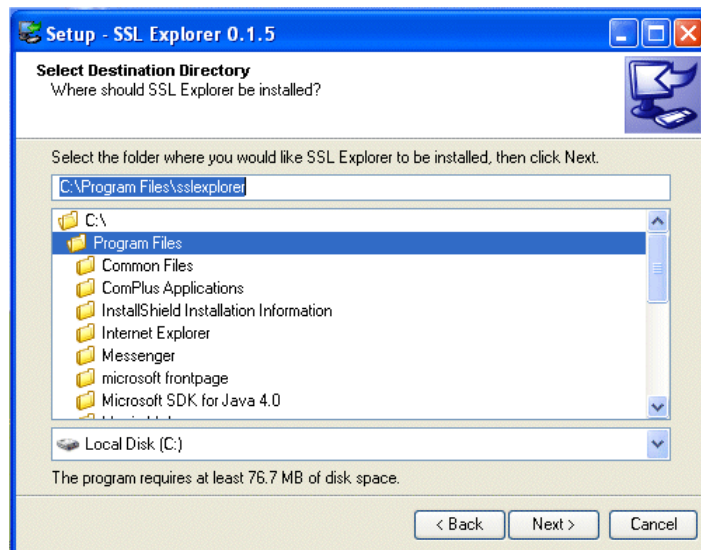 Setup - SSL Explorer 0.1.5
Select Destination Directory
Where should SSL Explorer be installed?
Select the folder where you would like SSL Explorer to be installed, then click Next.
C:\Program Files\sslexplorer
C:\
Program Files
Common Files
ComPlus Applications
InstallShield Installation Information
Internet Explorer
Messenger
microsoft frontpage
Microsoft SDK for Java 4.0
Local Disk (C:)
The program requires at least 76.7 MB of disk space.
< Back Next > Cancel